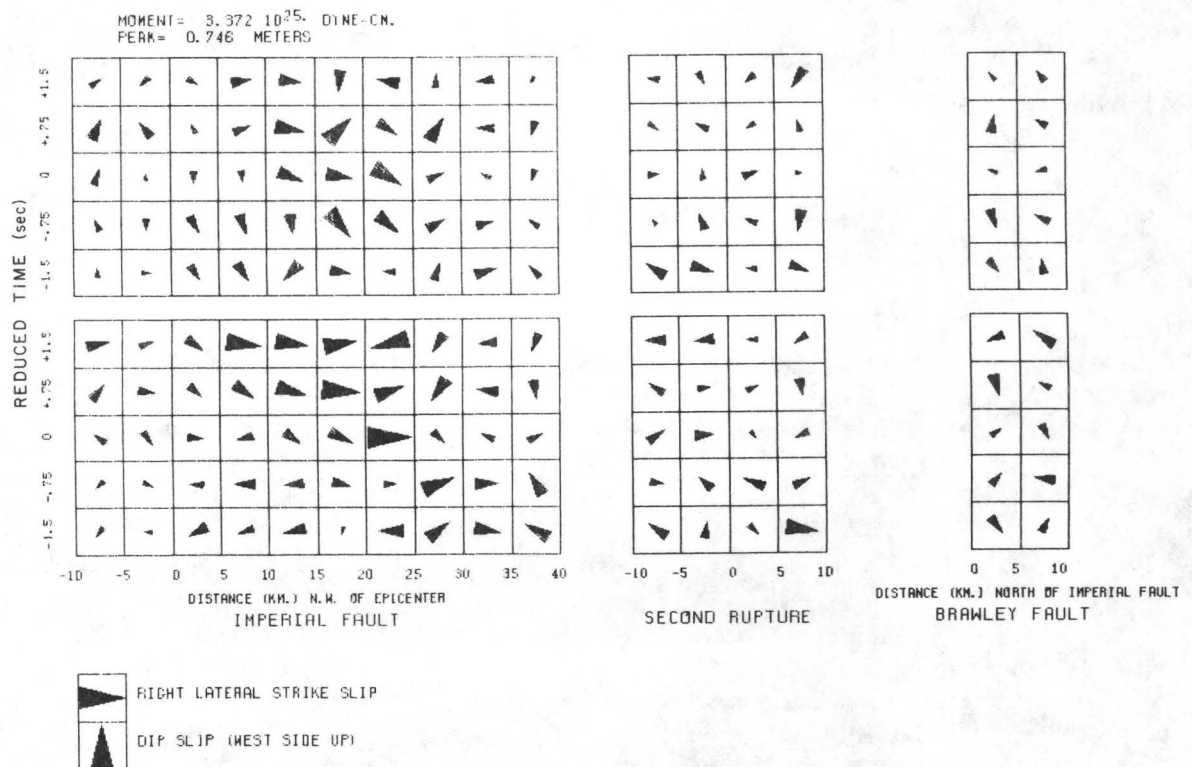 MOMENT= 3.372 10²⁵· DYNE-CM.
PEAK= 0.746 METERS
REDUCED TIME (sec)
+1.5
+.75
0
-.75
-1.5
+1.5
+.75
0
-.75
-1.5
-10 -5 0 5 10 15 20 25 30 35 40
DISTANCE (KM.) N.W. OF EPICENTER
IMPERIAL FAULT
-10 -5 0 5 10
SECOND RUPTURE
0 5 10
DISTANCE (KM.) NORTH OF IMPERIAL FAULT
BRAWLEY FAULT
RIGHT LATERAL STRIKE SLIP
DIP SLIP (WEST SIDE UP)